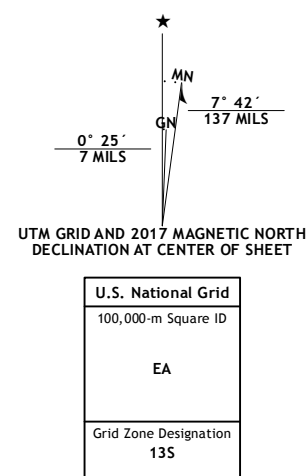 MN
GN
7° 42´
137 MILS
0° 25´
7 MILS
UTM GRID AND 2017 MAGNETIC NORTH
DECLINATION AT CENTER OF SHEET
U.S. National Grid
100,000-m Square ID
EA
Grid Zone Designation
13S